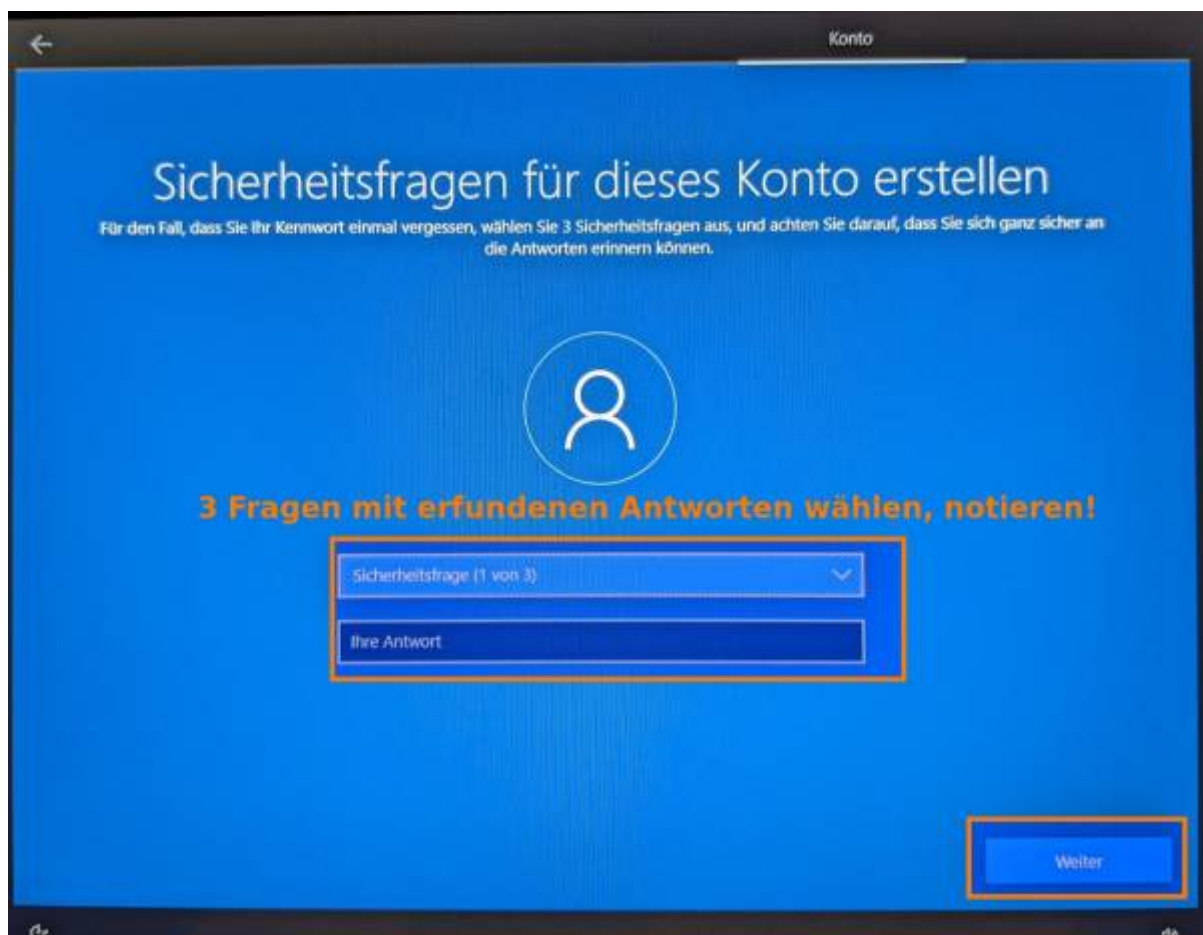 Konto
Sicherheitsfragen für dieses Konto erstellen
Für den Fall, dass Sie Ihr Kennwort einmal vergessen, wählen Sie 3 Sicherheitsfragen aus, und achten Sie darauf, dass Sie sich ganz sicher an
die Antworten erinnern können.
3 Fragen mit erfundenen Antworten wählen, notieren!
Sicherheitsfrage (1 von 3)
Ihre Antwort
Weiter